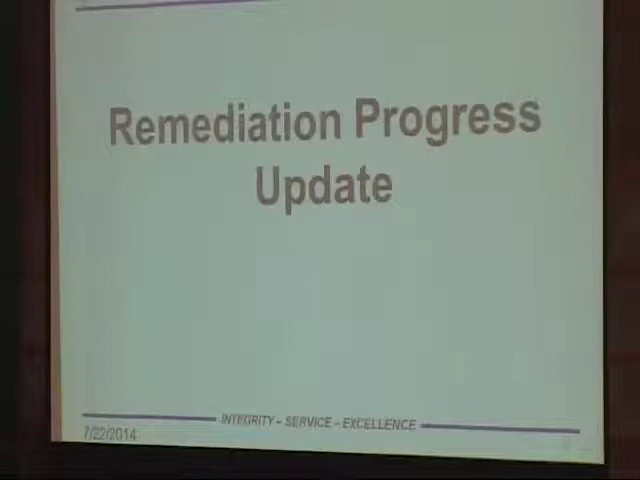 Remediation Progress
Update
INTEGRITY – SERVICE – EXCELLENCE
7/22/2014